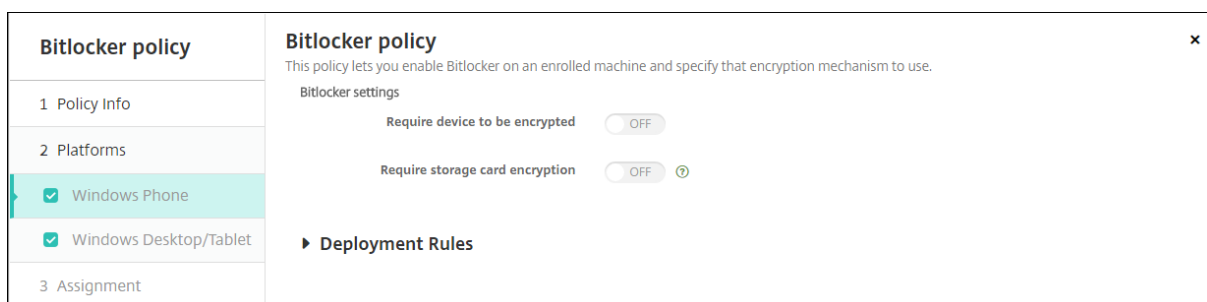 Bitlocker policy
1 Policy Info
2 Platforms
Windows Phone
Windows Desktop/Tablet
3 Assignment
Bitlocker policy
This policy lets you enable Bitlocker on an enrolled machine and specify that encryption mechanism to use.
Bitlocker settings
Require device to be encrypted OFF
Require storage card encryption OFF ?
Deployment Rules